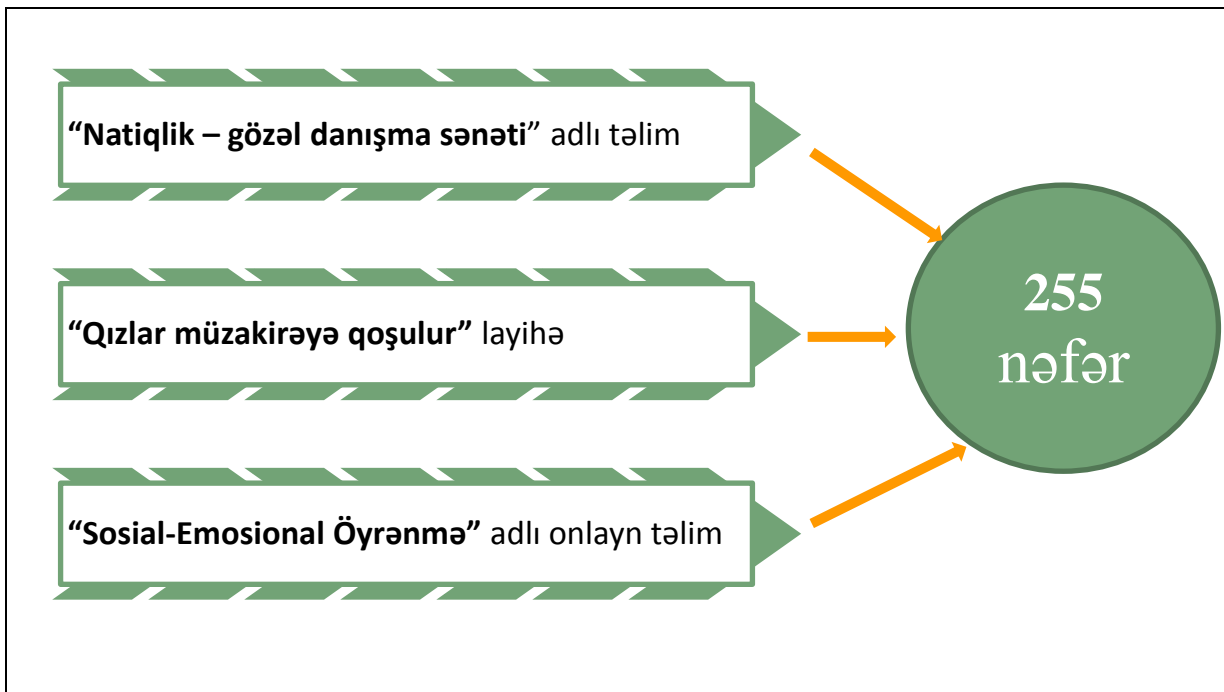 “Natiqlik – gözəl danışma sənəti” adlı təlim
“Qızlar müzakirəyə qoşulur” layihə
“Sosial-Emosional Öyrənmə” adlı onlayn təlim
255
nəfər